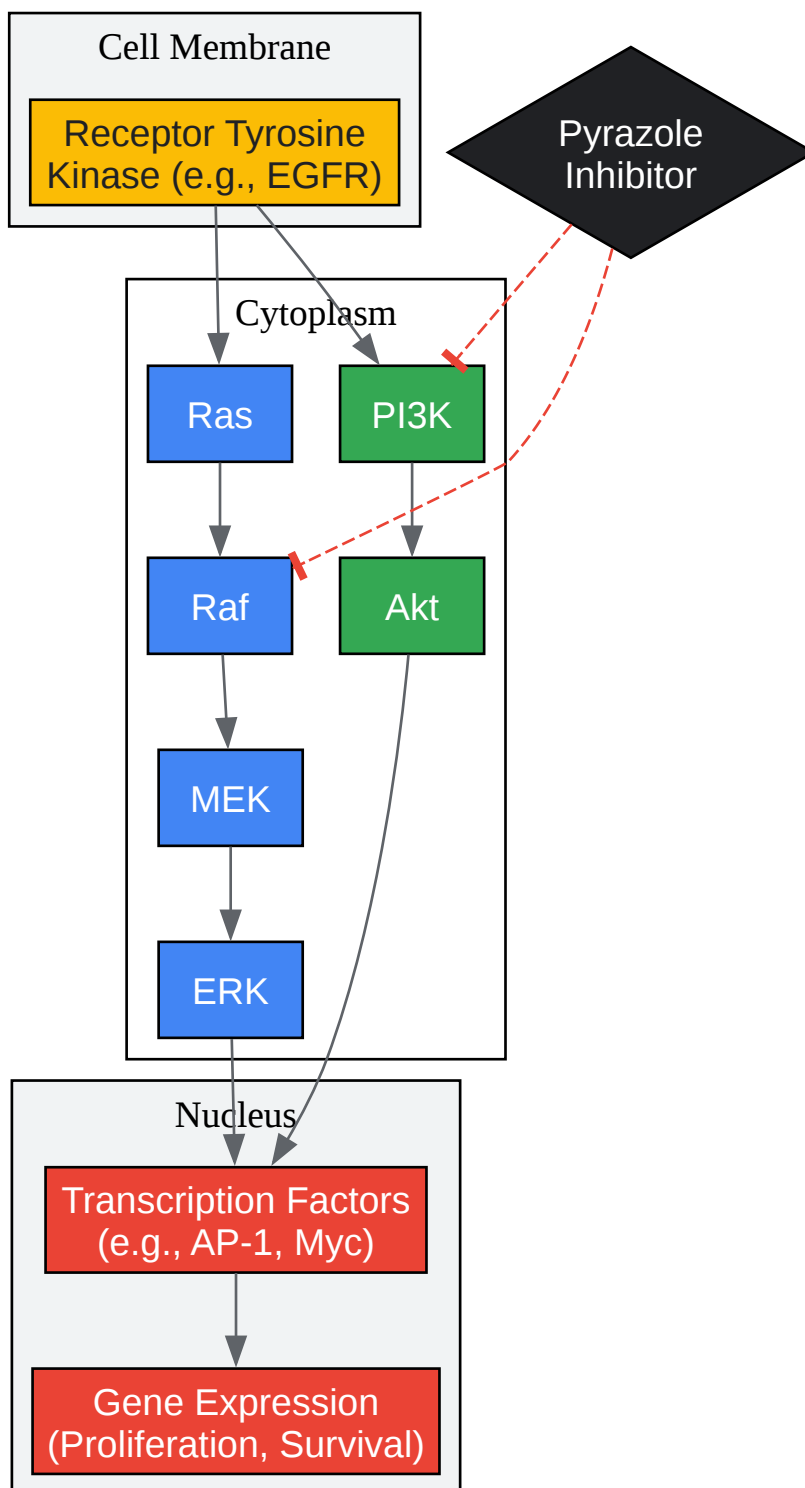 Cell Membrane
Receptor Tyrosine
Kinase (e.g., EGFR)
Pyrazole
Inhibitor
Cytoplasm
Ras
PI3K
Raf
Akt
MEK
ERK
Nucleus
Transcription Factors
(e.g., AP-1, Myc)
Gene Expression
(Proliferation, Survival)